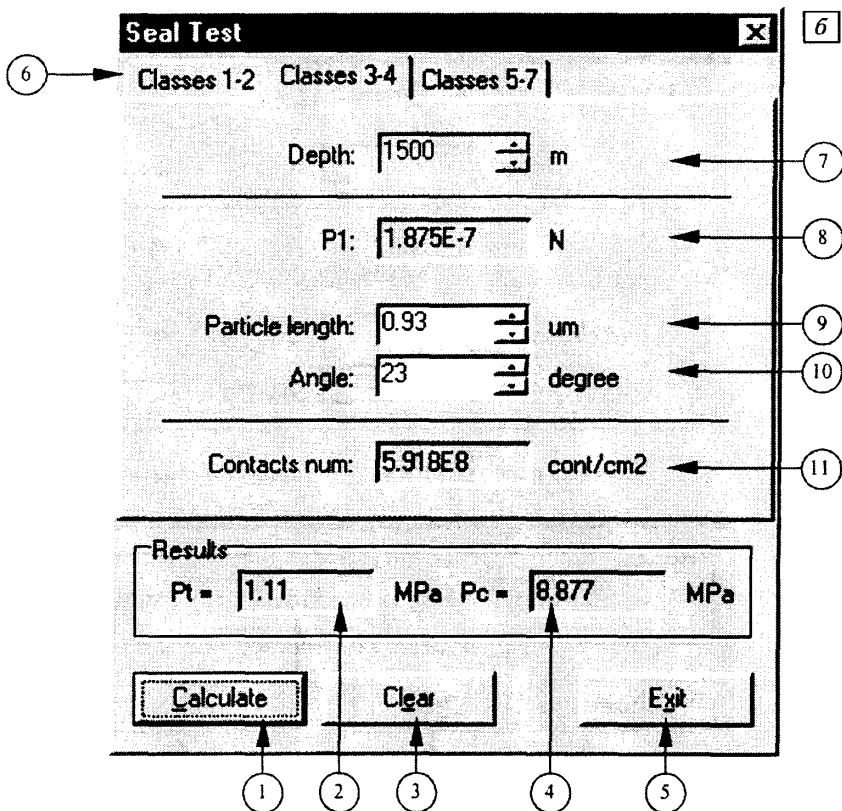 Seal Test
б
6
Classes 1-2 Classes 3-4 Classes 5-7
Depth: 1500 m
7
P1: 1.875E-7 N
8
Particle length: 0.93 um
9
Angle: 23 degree
10
Contacts num: 5.918E8 cont/cm2
11
Results
Pt = 1.11 MPa Pc = 8.877 MPa
Calculate Clear Exit
1 2 3 4 5